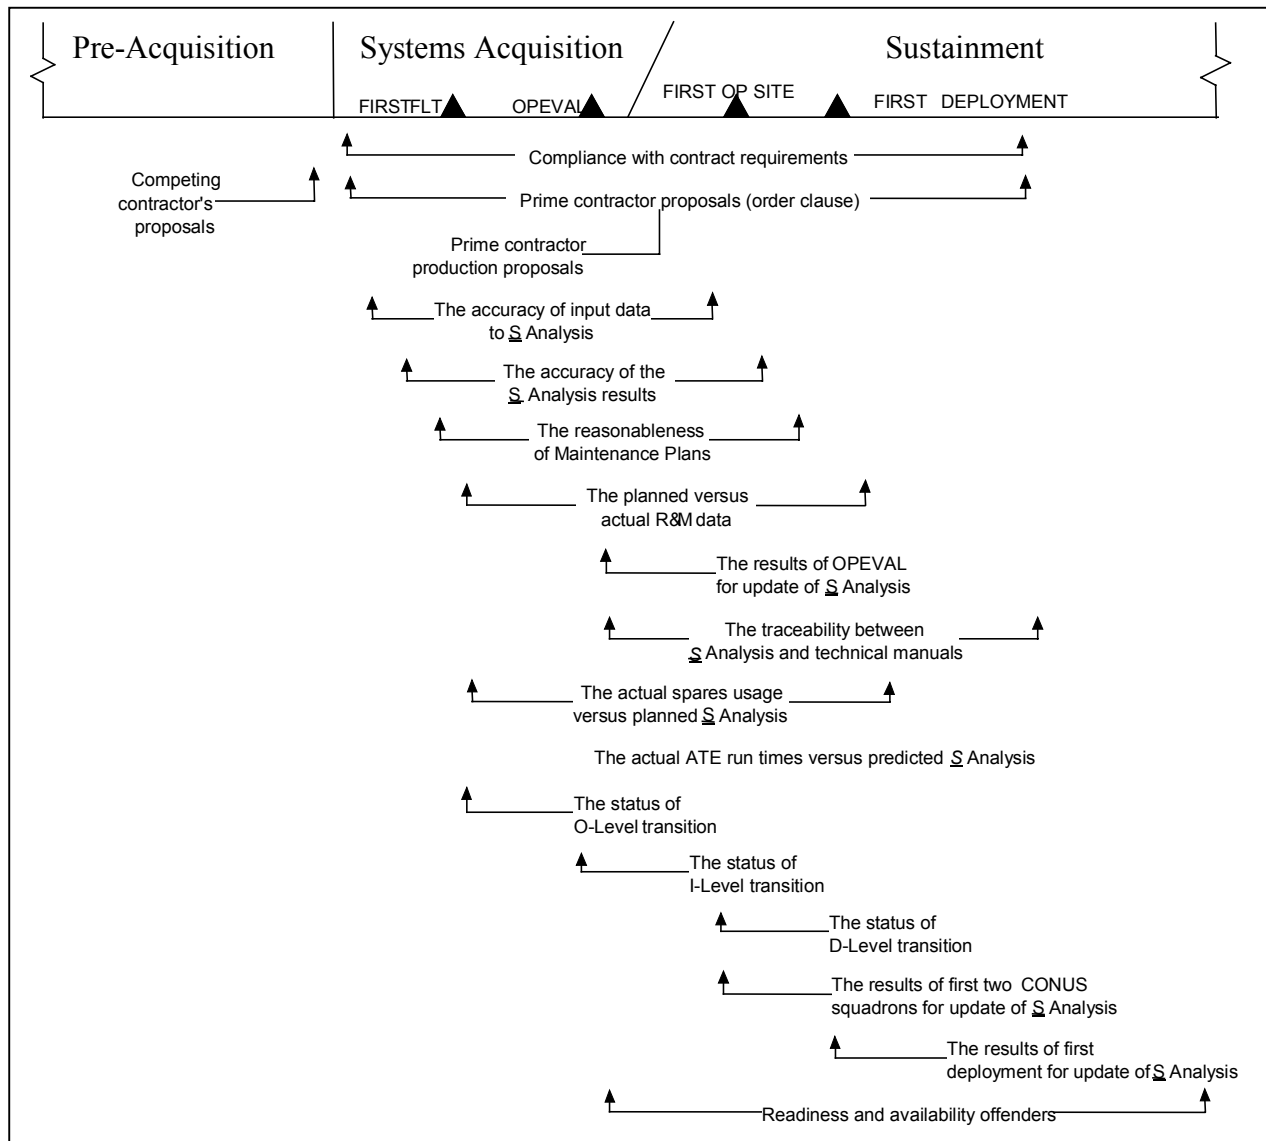 Pre-Acquisition Systems Acquisition Sustainment
FIRSTFLT OPEVAL FIRST OP SITE FIRST DEPLOYMENT
Compliance with contract requirements
Competing
contractor's
proposals
Prime contractor proposals (order clause)
Prime contractor
production proposals
The accuracy of input data
to S Analysis
The accuracy of the
S Analysis results
The reasonableness
of Maintenance Plans
The planned versus
actual R&M data
The results of OPEVAL
for update of S Analysis
The traceability between
S Analysis and technical manuals
The actual spares usage
versus planned S Analysis
The actual ATE run times versus predicted S Analysis
The status of
O-Level transition
The status of
I-Level transition
The status of
D-Level transition
The results of first two CONUS
squadrons for update of S Analysis
The results of first
deployment for update of S Analysis
Readiness and availability offenders